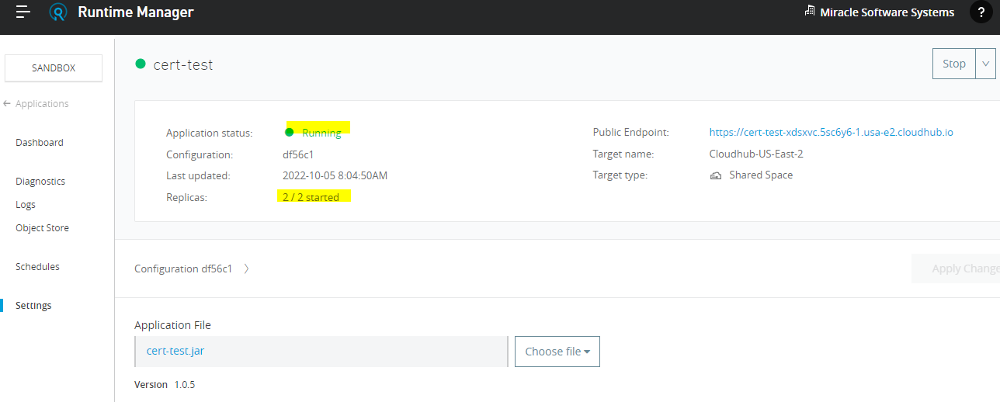 Runtime Manager
Miracle Software Systems
?
SANDBOX
cert-test
Stop
Applications
Application status: Running
Public Endpoint: https://cert-test-xdsxvc.5sc6y6-1.usa-e2.cloudhub.io
Dashboard
Configuration: df56c1
Target name: Cloudhub-US-East-2
Last updated: 2022-10-05 8:04:50AM
Target type: Shared Space
Diagnostics
Replicas: 2 / 2 started
Logs
Object Store
Schedules
Configuration df56c1
Apply Change
Settings
Application File
cert-test.jar
Choose file
Version 1.0.5